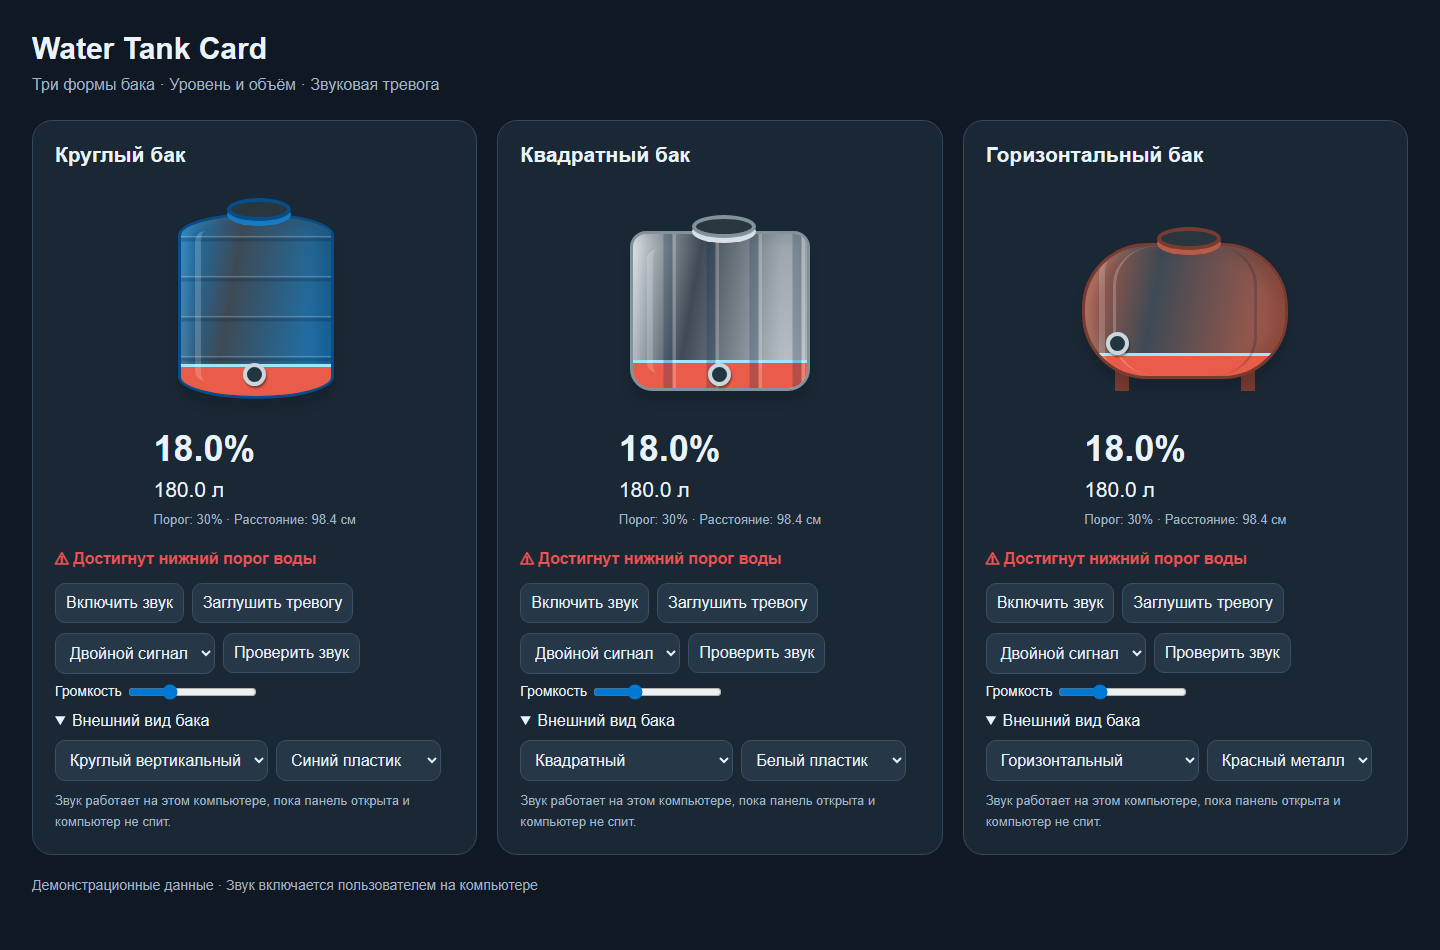 Water Tank Card
Три формы бака · Уровень и объём · Звуковая тревога
Круглый бак
18.0%
180.0 л
Порог: 30% · Расстояние: 98.4 см
⚠ Достигнут нижний порог воды
Включить звук Заглушить тревогу
Двойной сигнал Проверить звук
Громкость
▼ Внешний вид бака
Круглый вертикальный Синий пластик
Звук работает на этом компьютере, пока панель открыта и
компьютер не спит.
Квадратный бак
18.0%
180.0 л
Порог: 30% · Расстояние: 98.4 см
⚠ Достигнут нижний порог воды
Включить звук Заглушить тревогу
Двойной сигнал Проверить звук
Громкость
▼ Внешний вид бака
Квадратный Белый пластик
Звук работает на этом компьютере, пока панель открыта и
компьютер не спит.
Горизонтальный бак
18.0%
180.0 л
Порог: 30% · Расстояние: 98.4 см
⚠ Достигнут нижний порог воды
Включить звук Заглушить тревогу
Двойной сигнал Проверить звук
Громкость
▼ Внешний вид бака
Горизонтальный Красный металл
Звук работает на этом компьютере, пока панель открыта и
компьютер не спит.
Демонстрационные данные · Звук включается пользователем на компьютере